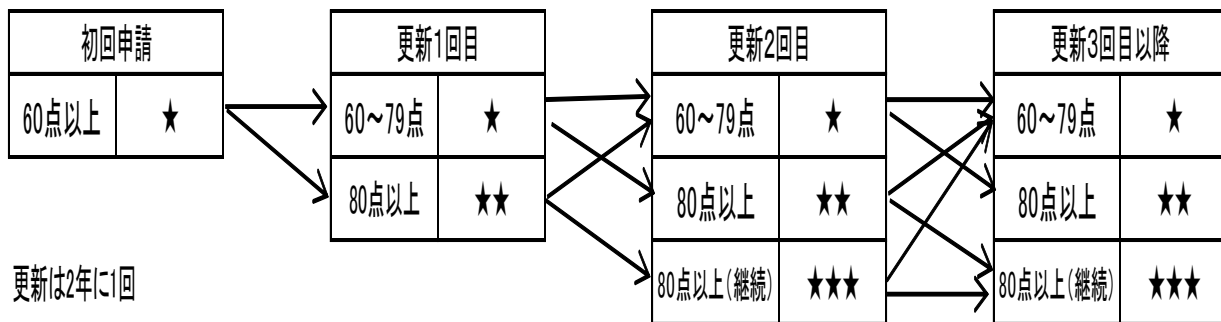 初回申請
60点以上 ★
更新1回目
60～79点 ★
80点以上 ★★
更新2回目
60～79点 ★
80点以上 ★★
80点以上(継続) ★★★
更新3回目以降
60～79点 ★
80点以上 ★★
80点以上(継続) ★★★
更新は2年に1回